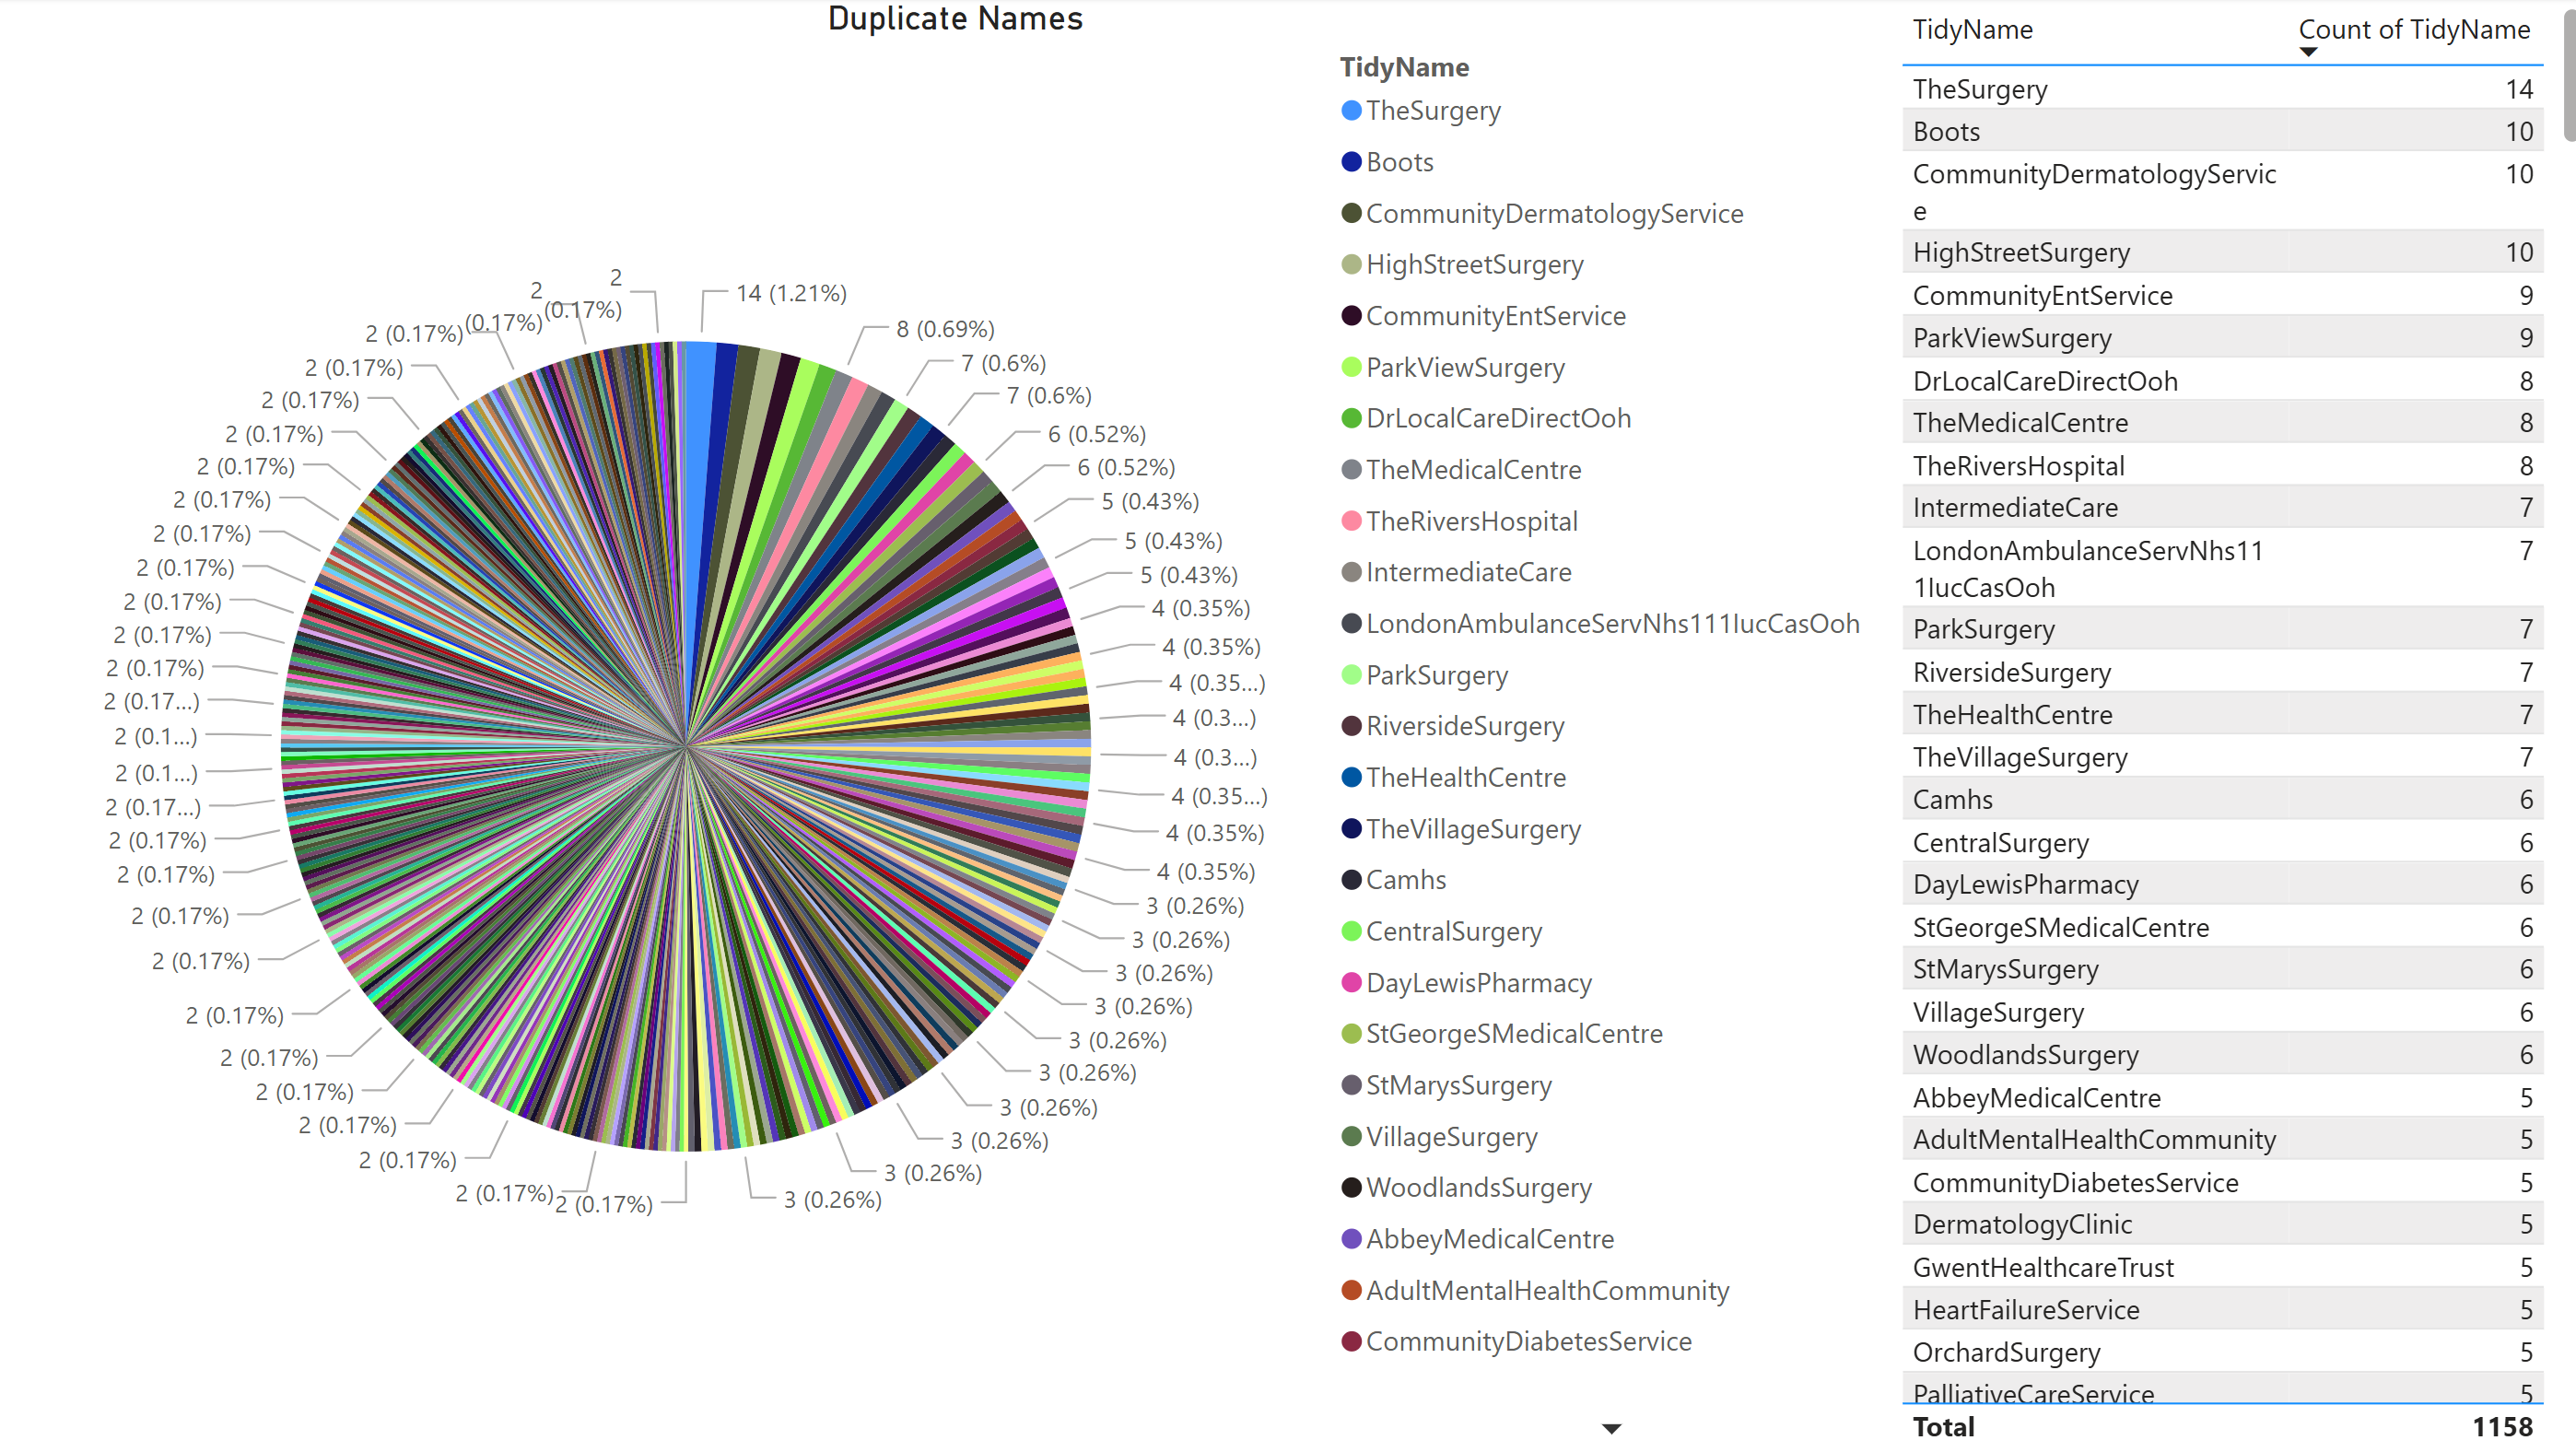 Duplicate Names
2
2
(0.17%)
(0.17%)
2 (0.17%)
2 (0.17%)
2 (0.17%)
2 (0.17%)
2 (0.17%)
2 (0.17%)
2 (0.17%)
2 (0.17%)
2 (0.17%)
2 (0.17%)
2 (0.17%)
2 (0.17...)
2 (0.1...)
2 (0.1...)
2 (0.17...)
2 (0.17%)
2 (0.17%)
2 (0.17%)
2 (0.17%)
2 (0.17%)
2 (0.17%)
2 (0.17%)
2 (0.17%)
2 (0.17%)
2 (0.17%)
2 (0.17%)
14 (1.21%)
8 (0.69%)
7 (0.6%)
7 (0.6%)
6 (0.52%)
6 (0.52%)
5 (0.43%)
5 (0.43%)
5 (0.43%)
4 (0.35%)
4 (0.35%)
4 (0.35...)
4 (0.3...)
4 (0.3...)
4 (0.35...)
4 (0.35%)
4 (0.35%)
3 (0.26%)
3 (0.26%)
3 (0.26%)
3 (0.26%)
3 (0.26%)
3 (0.26%)
3 (0.26%)
3 (0.26%)
3 (0.26%)
3 (0.26%)
TidyName
TheSurgery
Boots
CommunityDermatologyService
HighStreetSurgery
CommunityEntService
ParkViewSurgery
DrLocalCareDirectOoh
TheMedicalCentre
TheRiversHospital
IntermediateCare
LondonAmbulanceServNhs111IucCasOoh
ParkSurgery
RiversideSurgery
TheHealthCentre
TheVillageSurgery
Camhs
CentralSurgery
DayLewisPharmacy
StGeorgeSMedicalCentre
StMarysSurgery
VillageSurgery
WoodlandsSurgery
AbbeyMedicalCentre
AdultMentalHealthCommunity
CommunityDiabetesService
TidyName Count of TidyName
TheSurgery 14
Boots 10
CommunityDermatologyServic 10
e
HighStreetSurgery 10
CommunityEntService 9
ParkViewSurgery 9
DrLocalCareDirectOoh 8
TheMedicalCentre 8
TheRiversHospital 8
IntermediateCare 7
LondonAmbulanceServNhs11 7
1IucCasOoh
ParkSurgery 7
RiversideSurgery 7
TheHealthCentre 7
TheVillageSurgery 7
Camhs 6
CentralSurgery 6
DayLewisPharmacy 6
StGeorgeSMedicalCentre 6
StMarysSurgery 6
VillageSurgery 6
WoodlandsSurgery 6
AbbeyMedicalCentre 5
AdultMentalHealthCommunity 5
CommunityDiabetesService 5
DermatologyClinic 5
GwentHealthcareTrust 5
HeartFailureService 5
OrchardSurgery 5
PalliativeCareService 5
Total 1158